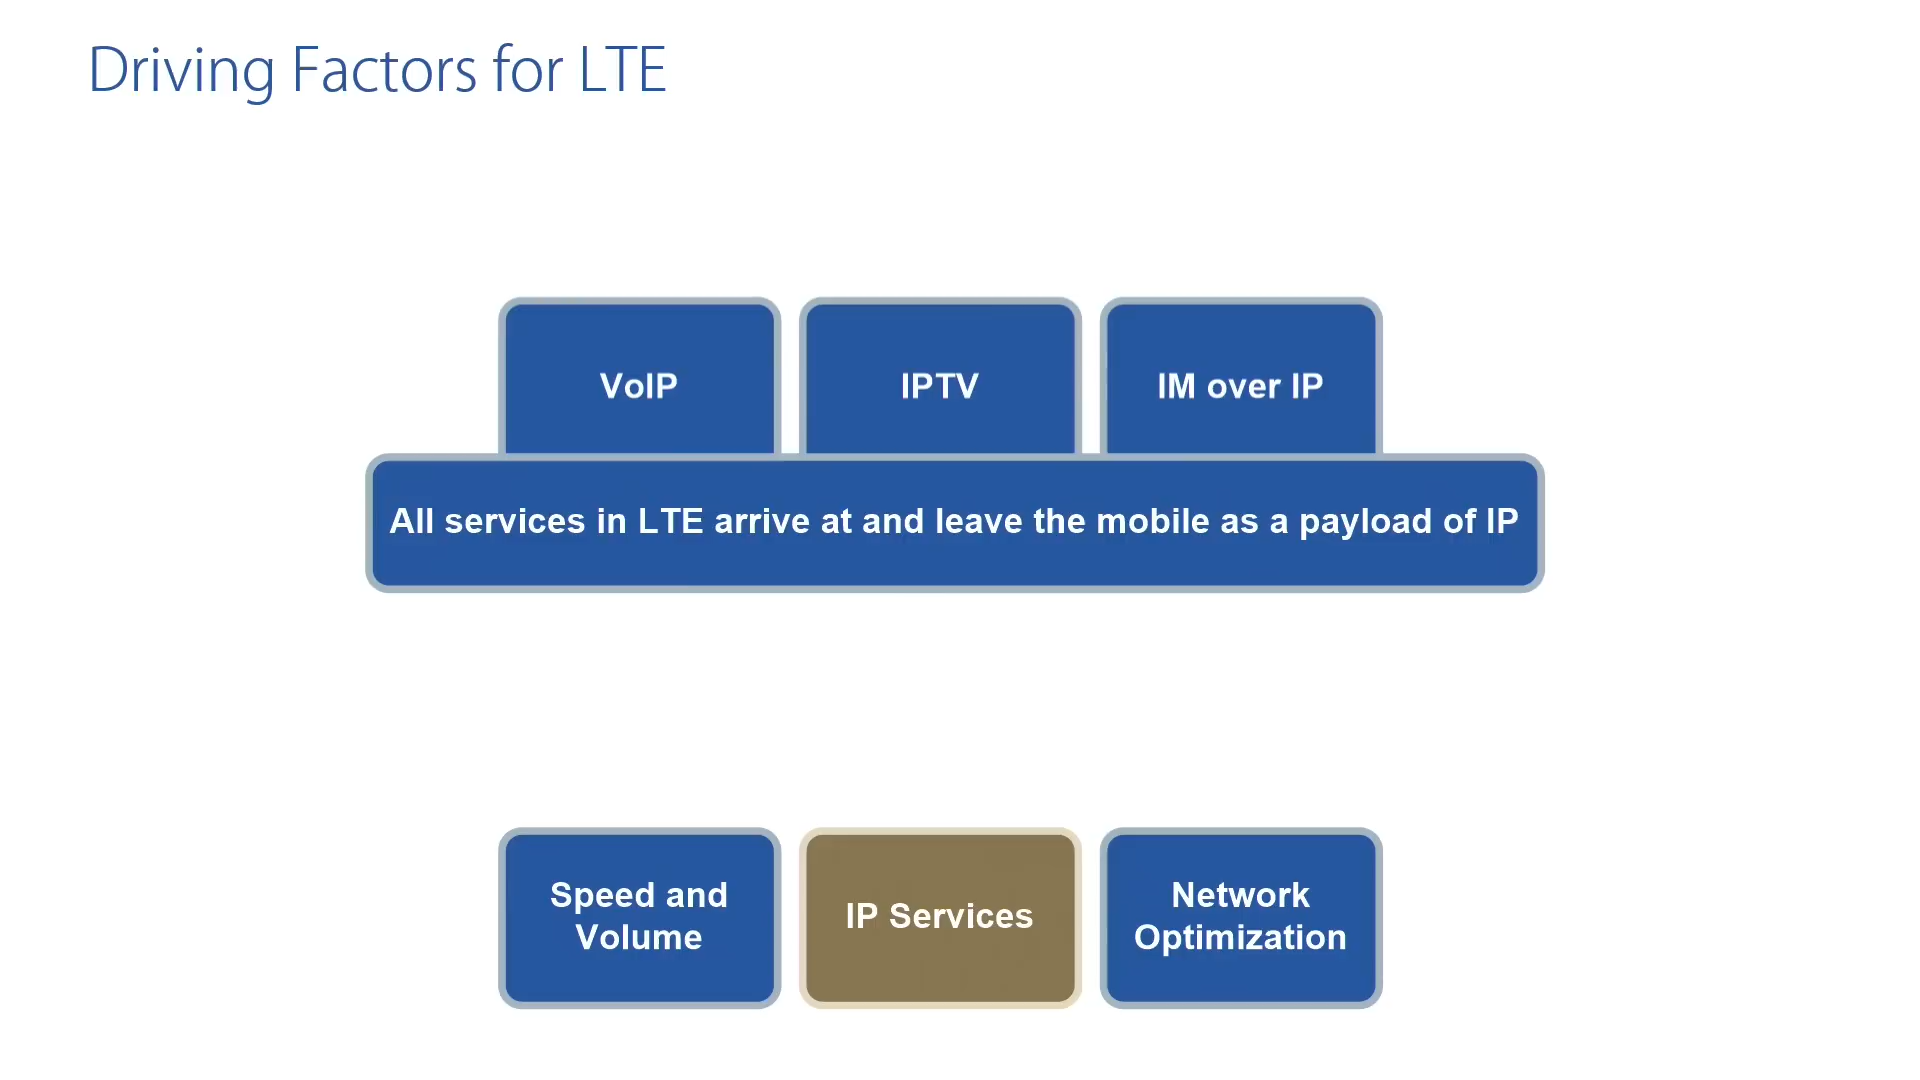 Driving Factors for LTE
VoIP
IPTV
IM over IP
All services in LTE arrive at and leave the mobile as a payload of IP
Speed and
Volume
IP Services
Network
Optimization